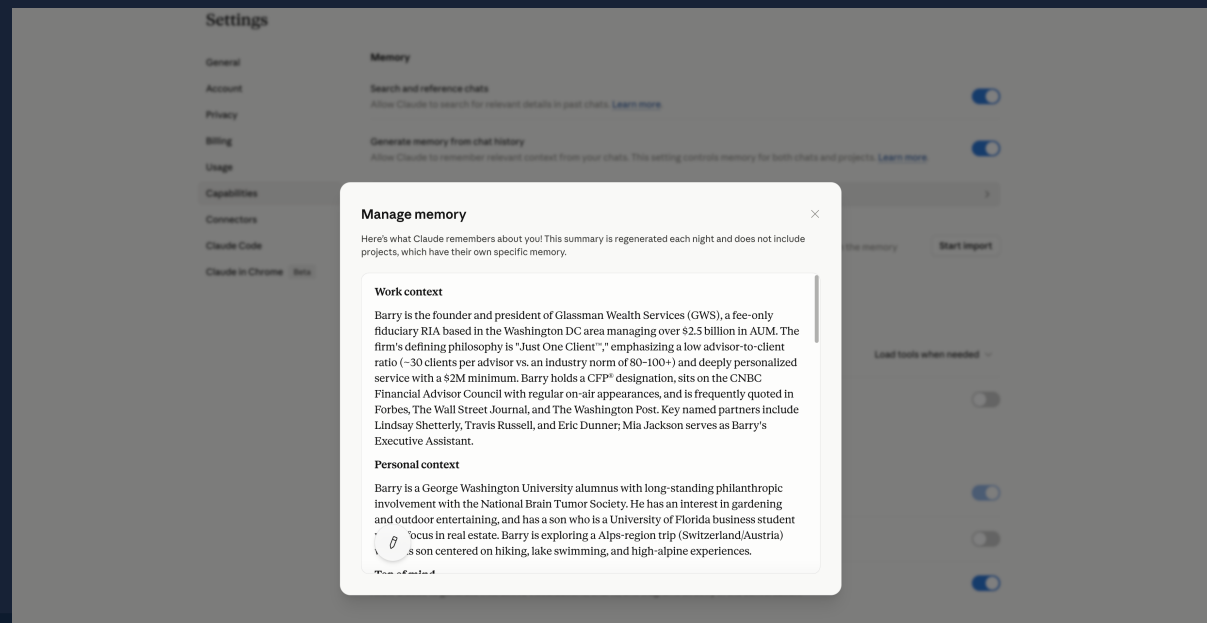 Settings
General
Account
Privacy
Billing
Usage
Capabilities
Connectors
Claude Code
Claude in Chrome Beta
Memory
Search and reference chats
Allow Claude to search for relevant details in past chats. Learn more.
Generate memory from chat history
Allow Claude to remember relevant context from your chats. This setting controls memory for both chats and projects. Learn more.
the memory
Start import
Load tools when needed
Manage memory
Here's what Claude remembers about you! This summary is regenerated each night and does not include
projects, which have their own specific memory.
Work context
Barry is the founder and president of Glassman Wealth Services (GWS), a fee-only
fiduciary RIA based in the Washington DC area managing over $2.5 billion in AUM. The
firm's defining philosophy is "Just One Client™," emphasizing a low advisor-to-client
ratio (~30 clients per advisor vs. an industry norm of 80–100+) and deeply personalized
service with a $2M minimum. Barry holds a CFP® designation, sits on the CNBC
Financial Advisor Council with regular on-air appearances, and is frequently quoted in
Forbes, The Wall Street Journal, and The Washington Post. Key named partners include
Lindsay Shetterly, Travis Russell, and Eric Dunner; Mia Jackson serves as Barry's
Executive Assistant.
Personal context
Barry is a George Washington University alumnus with long-standing philanthropic
involvement with the National Brain Tumor Society. He has an interest in gardening
and outdoor entertaining, and has a son who is a University of Florida business student
focus in real estate. Barry is exploring a Alps-region trip (Switzerland/Austria)
son centered on hiking, lake swimming, and high-alpine experiences.
Top of mind